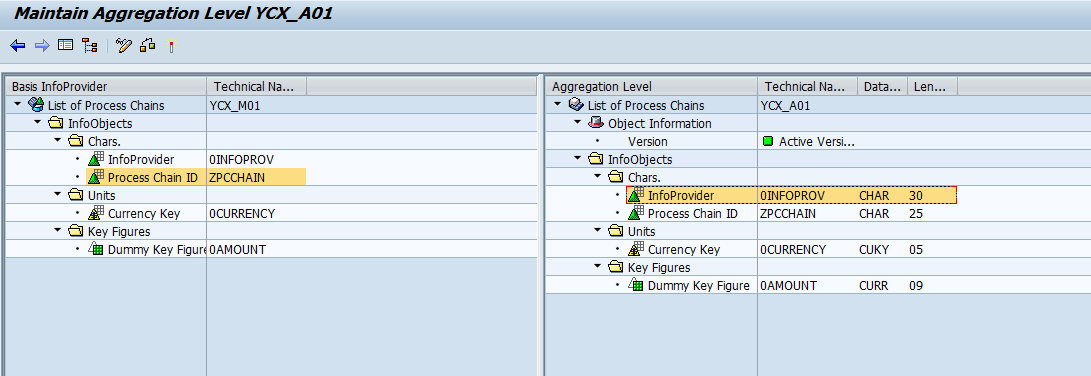 Maintain Aggregation Level YCX_A01
Basis InfoProvider Technical Na...
List of Process Chains YCX_M01
InfoObjects
Chars.
InfoProvider 0INFOPROV
Process Chain ID ZPCCHAIN
Units
Currency Key 0CURRENCY
Key Figures
Dummy Key Figure 0AMOUNT
Aggregation Level Technical Na... Data... Len...
List of Process Chains YCX_A01
Object Information
Version Active Versi...
InfoObjects
Chars.
InfoProvider 0INFOPROV CHAR 30
Process Chain ID ZPCCHAIN CHAR 25
Units
Currency Key 0CURRENCY CUKY 05
Key Figures
Dummy Key Figure 0AMOUNT CURR 09